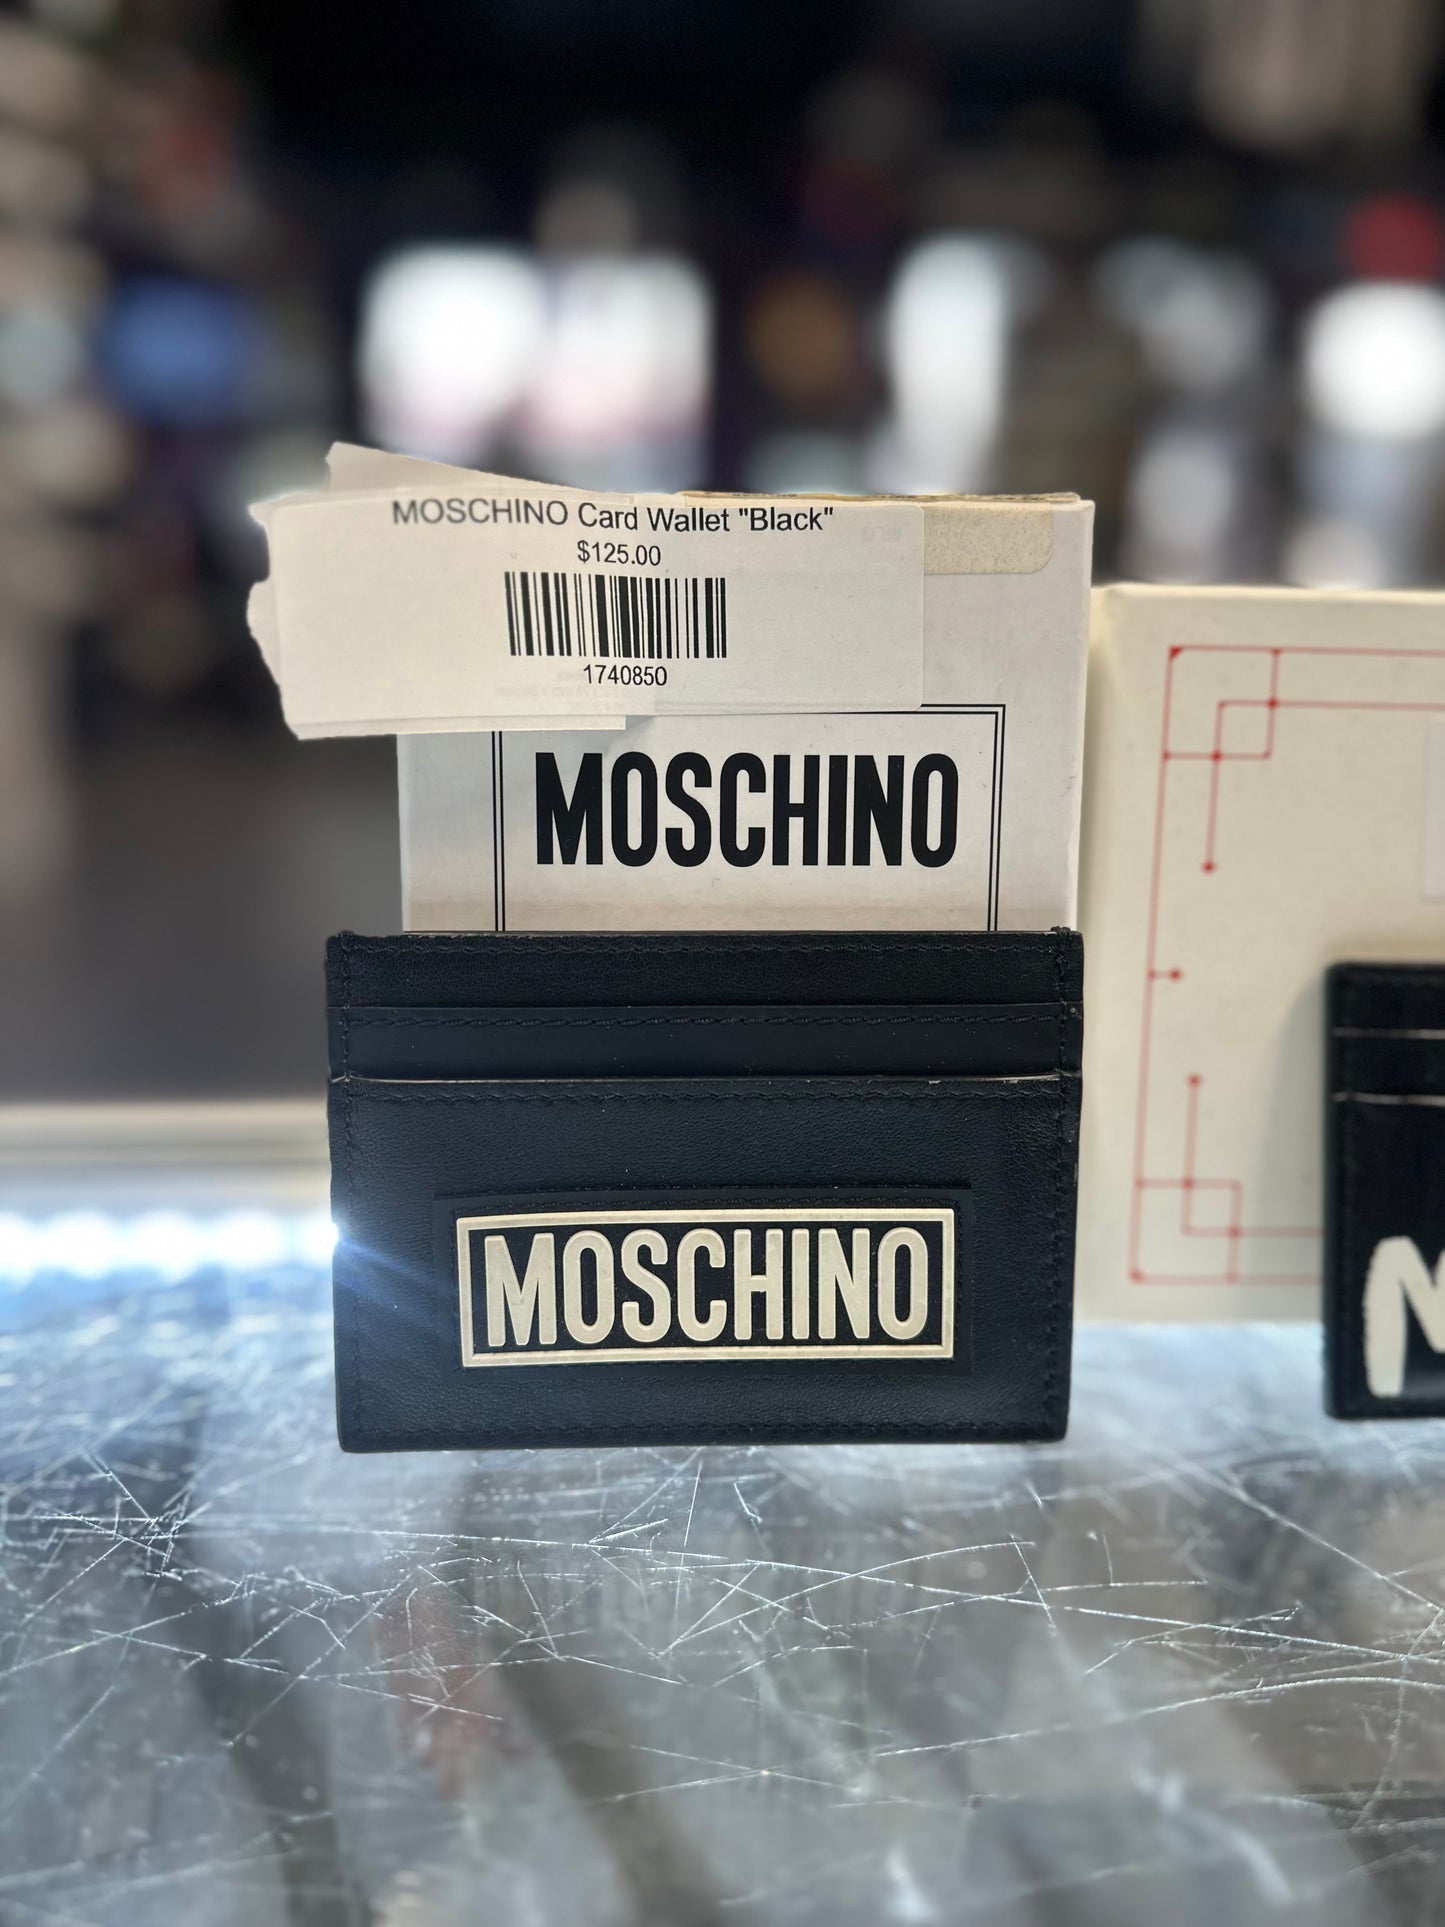 MOSCHINO Card Wallet "Black"
$125.00
1740850
MOSCHINO
MOSCHINO
M